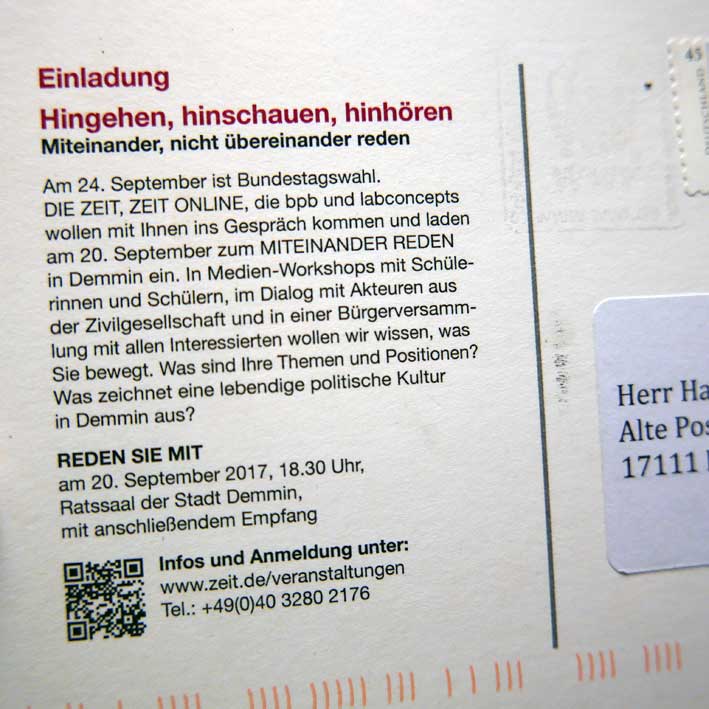 Einladung
Hingehen, hinschauen, hinhören
Miteinander, nicht übereinander reden
Am 24. September ist Bundestagswahl.
DIE ZEIT, ZEIT ONLINE, die bpb und labconcepts
wollen mit Ihnen ins Gespräch kommen und laden
am 20. September zum MITEINANDER REDEN
in Demmin ein. In Medien-Workshops mit Schüle-
rinnen und Schülern, im Dialog mit Akteuren aus
der Zivilgesellschaft und in einer Bürgerversamm-
lung mit allen Interessierten wollen wir wissen, was
Sie bewegt. Was sind Ihre Themen und Positionen?
Was zeichnet eine lebendige politische Kultur
in Demmin aus?
REDEN SIE MIT
am 20. September 2017, 18.30 Uhr,
Ratssaal der Stadt Demmin,
mit anschließendem Empfang
Infos und Anmeldung unter:
www.zeit.de/veranstaltungen
Tel.: +49(0)40 3280 2176
45
DEUTSCHLAND
Herr Ha
Alte Pos
17111